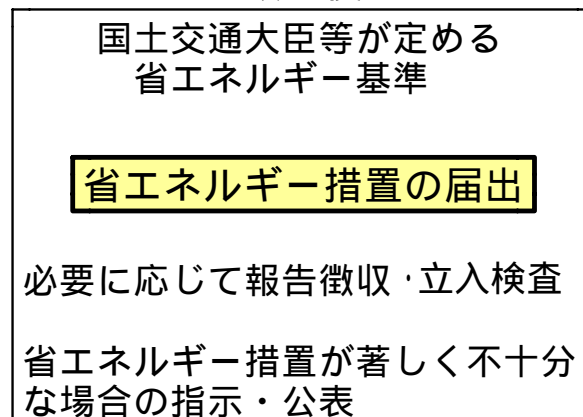 国土交通大臣等が定める
省エネルギー基準
省エネルギー措置の届出
必要に応じて報告徴収・立入検査
省エネルギー措置が著しく不十分
な場合の指示・公表